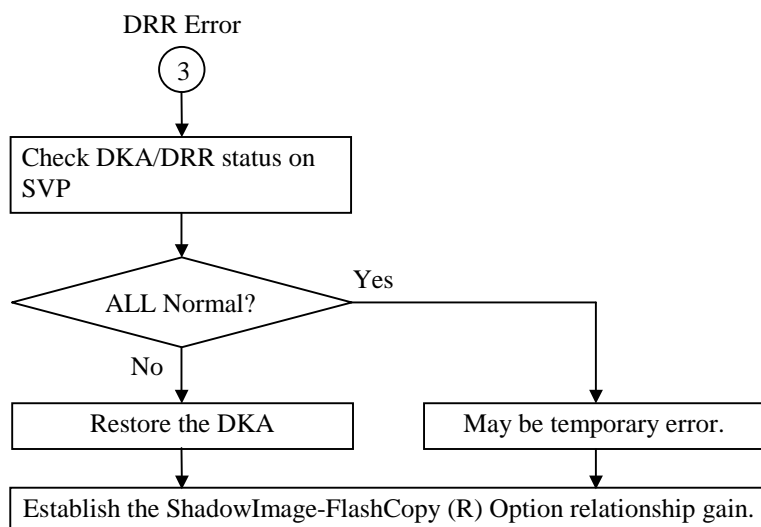 DRR Error
3
Check DKA/DRR status on
SVP
ALL Normal?
Yes
No
Restore the DKA
May be temporary error.
Establish the ShadowImage-FlashCopy (R) Option relationship gain.